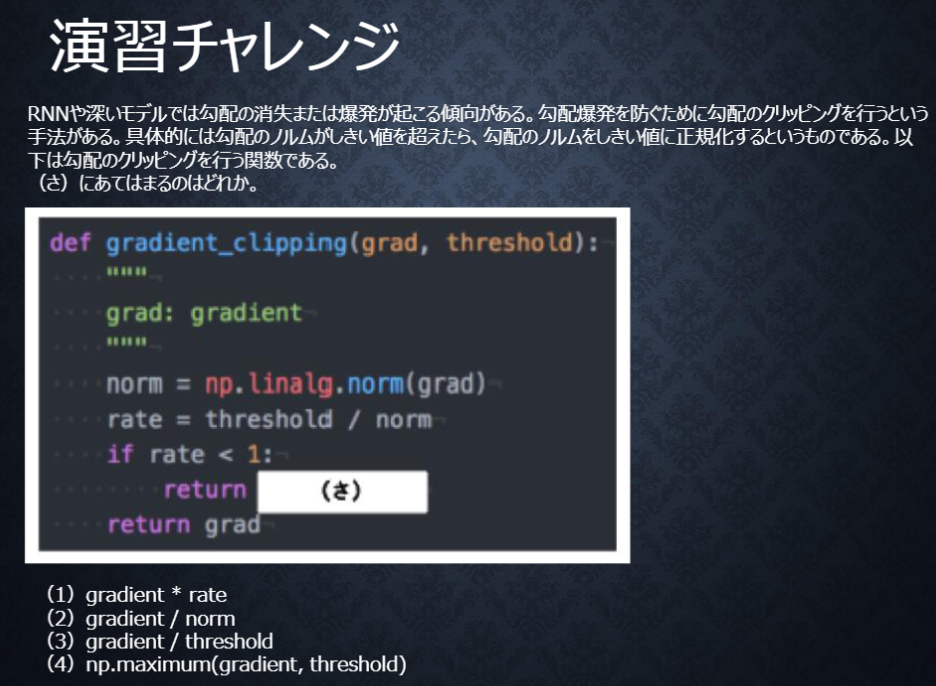 演習チャレンジ
RNNや深いモデルでは勾配の消失または爆発が起こる傾向がある。勾配爆発を防ぐために勾配のクリッピングを行うという
手法がある。具体的には勾配のノルムがしきい値を超えたら、勾配のノルムをしきい値に正規化するというものである。以
下は勾配のクリッピングを行う関数である。
（さ）にあてはまるのはどれか。
def gradient_clipping(grad, threshold):
"""
grad: gradient
"""
norm = np.linalg.norm(grad)
rate = threshold / norm
if rate < 1:
return （さ）
return grad
（1）gradient * rate
（2）gradient / norm
（3）gradient / threshold
（4）np.maximum(gradient, threshold)